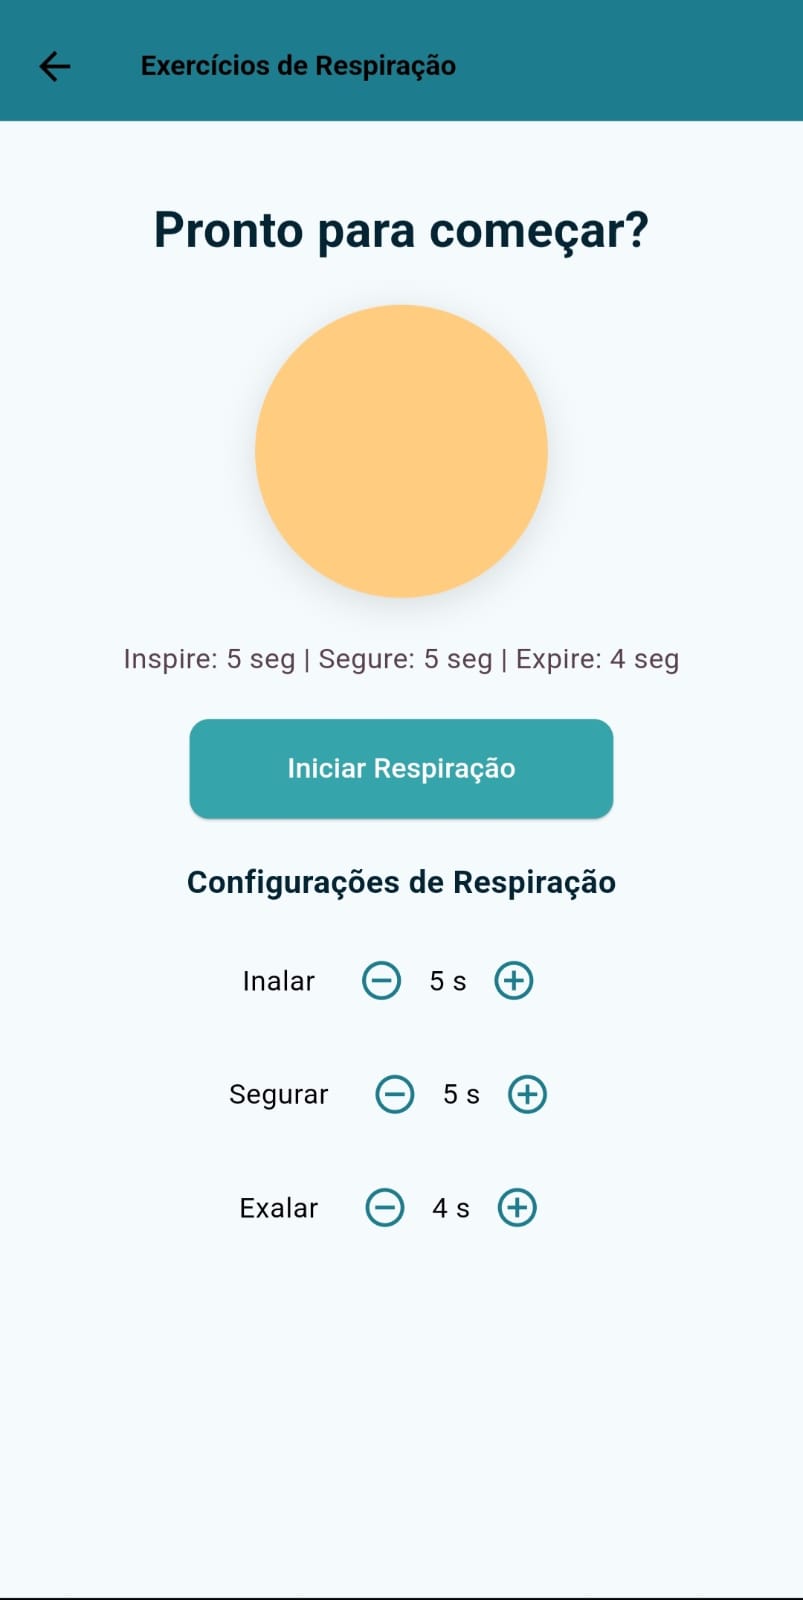 Exercícios de Respiração
Pronto para começar?
Inspire: 5 seg | Segure: 5 seg | Expire: 4 seg
Iniciar Respiração
Configurações de Respiração
Inalar 5 s
Segurar 5 s
Exalar 4 s